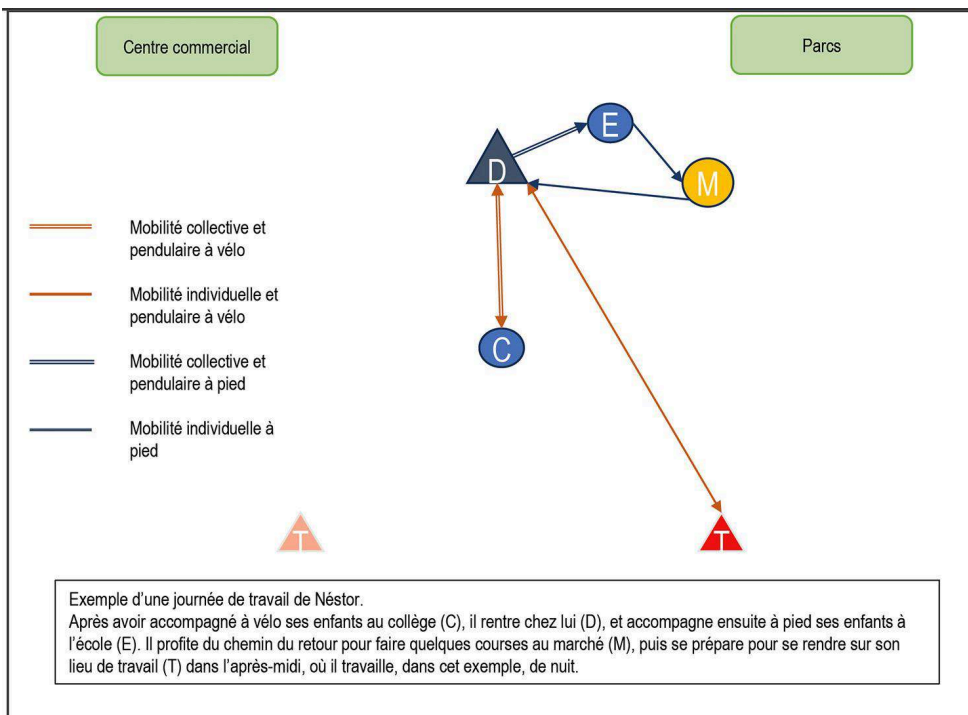 Centre commercial
Parcs
E
D
M
Mobilité collective et
pendulaire à vélo
Mobilité individuelle et
pendulaire à vélo
C
Mobilité collective et
pendulaire à pied
Mobilité individuelle à
pied
T
T
Exemple d'une journée de travail de Néstor.
Après avoir accompagné à vélo ses enfants au collège (C), il rentre chez lui (D), et accompagne ensuite à pied ses enfants à
l'école (E). Il profite du chemin du retour pour faire quelques courses au marché (M), puis se prépare pour se rendre sur son
lieu de travail (T) dans l'après-midi, où il travaille, dans cet exemple, de nuit.